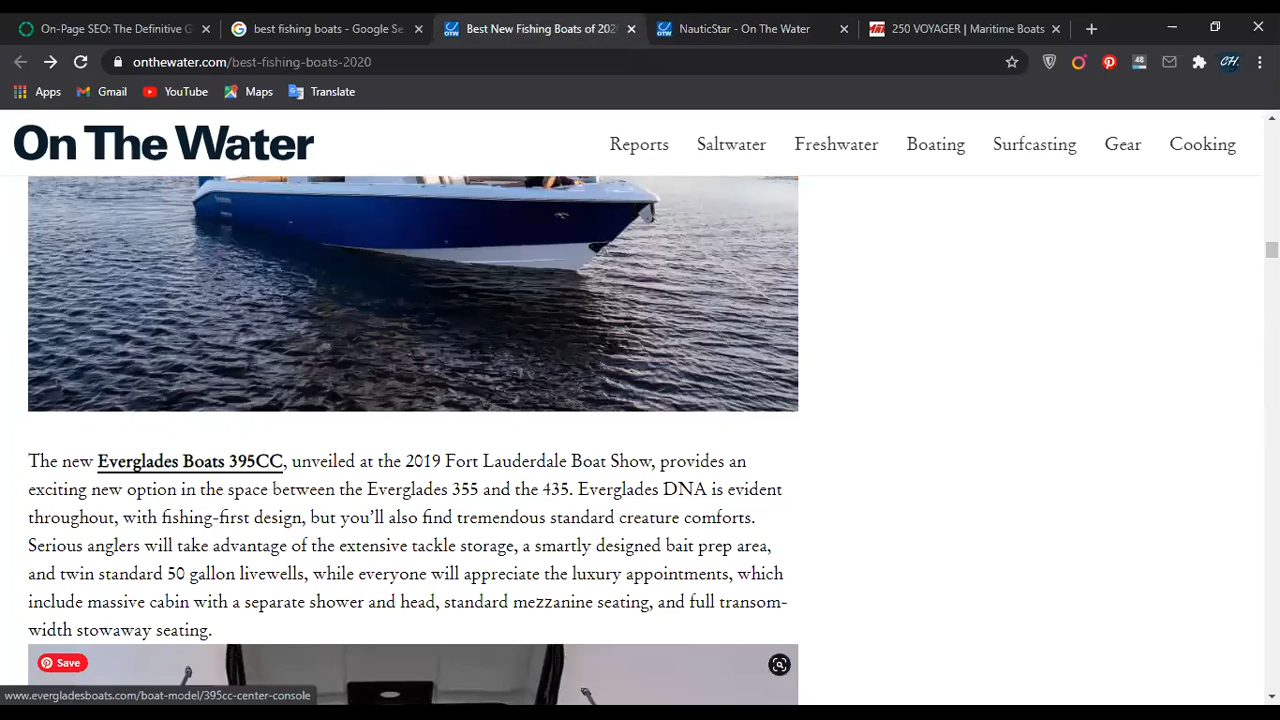 On-Page SEO: The Definitive G
best fishing boats - Google Se
Best New Fishing Boats of 202
NauticStar - On The Water
250 VOYAGER | Maritime Boats
onthewater.com/best-fishing-boats-2020
48
CH
Apps
Gmail
YouTube
Maps
Translate
On The Water
Reports
Saltwater
Freshwater
Boating
Surfcasting
Gear
Cooking
The new Everglades Boats 395CC, unveiled at the 2019 Fort Lauderdale Boat Show, provides an
exciting new option in the space between the Everglades 355 and the 435. Everglades DNA is evident
throughout, with fishing-first design, but you’ll also find tremendous standard creature comforts.
Serious anglers will take advantage of the extensive tackle storage, a smartly designed bait prep area,
and twin standard 50 gallon livewells, while everyone will appreciate the luxury appointments, which
include massive cabin with a separate shower and head, standard mezzanine seating, and full transom-
width stowaway seating.
Save
www.evergladesboats.com/boat-model/395cc-center-console